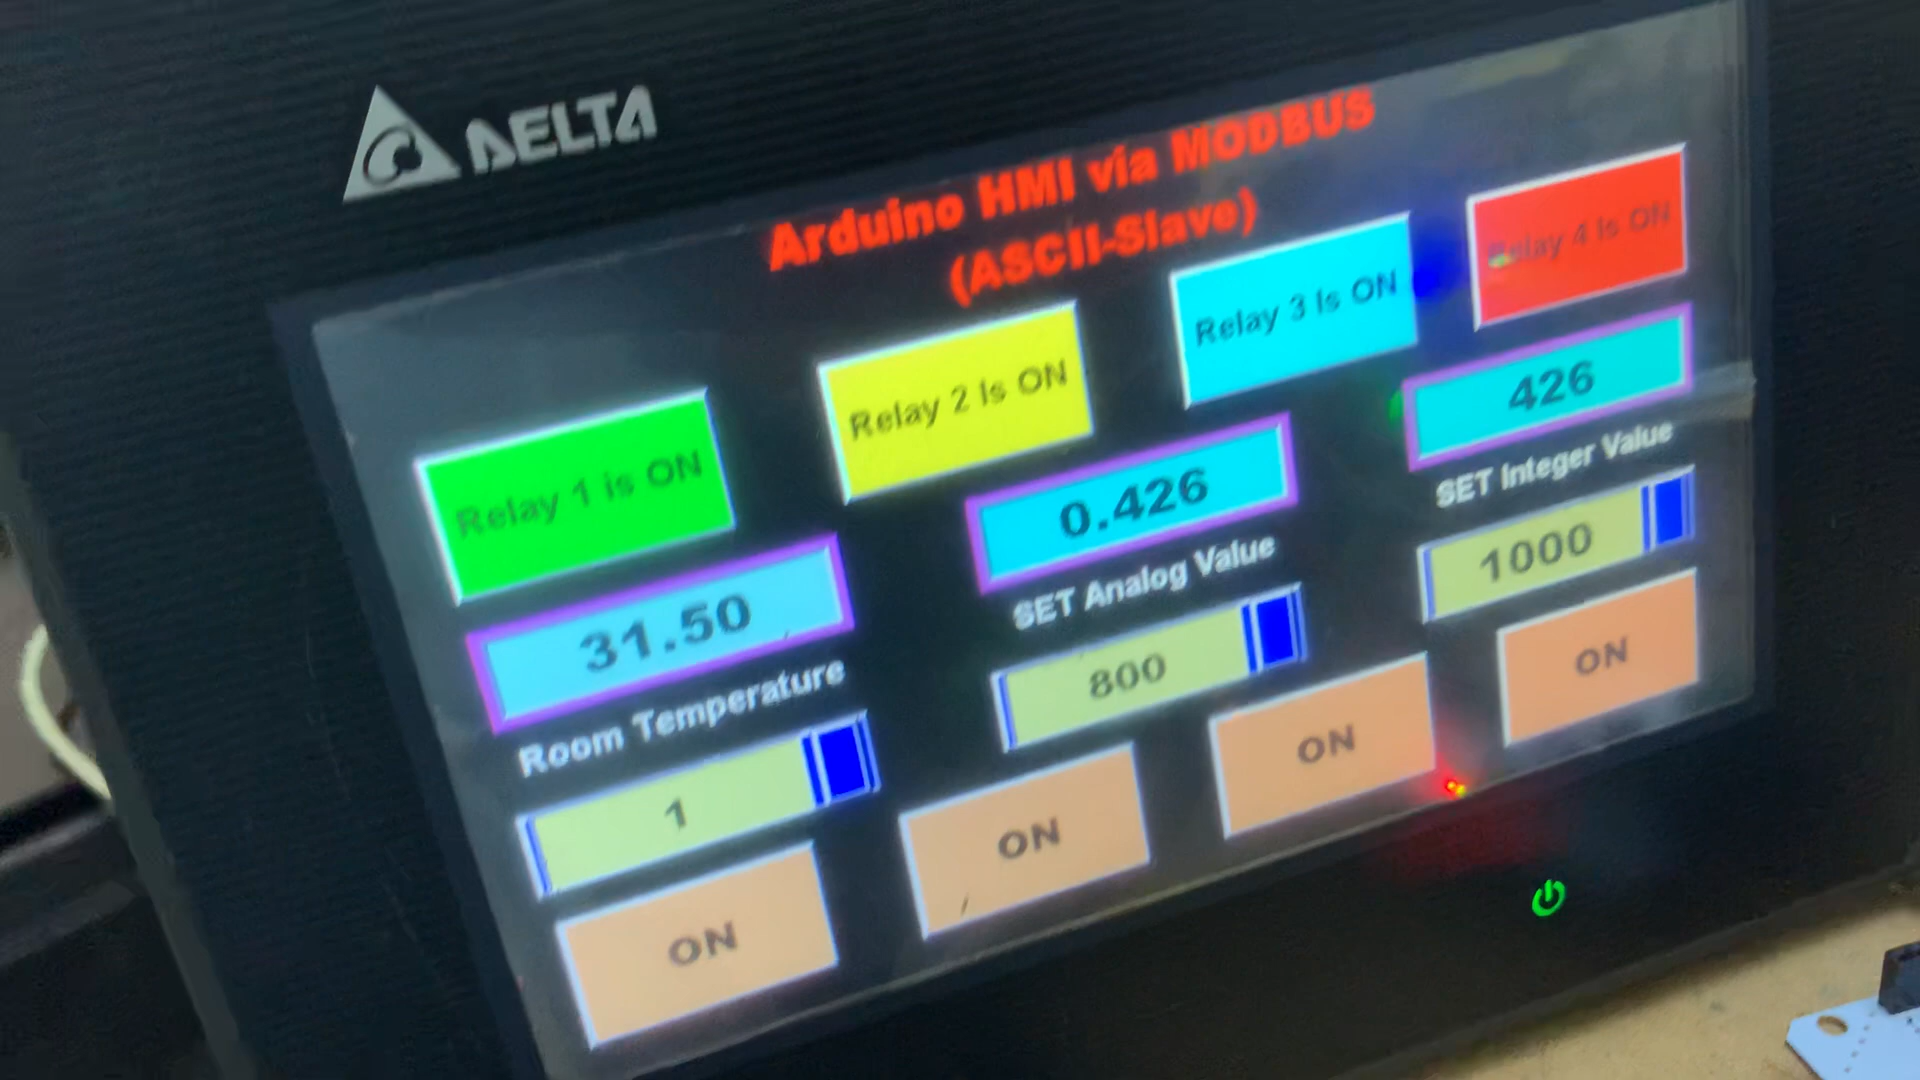 DELTA
Arduino HMI via MODBUS
(ASCII-Slave)
Relay 1 is ON
Relay 2 Is ON
Relay 3 Is ON
Relay 4 Is ON
31.50
0.426
426
Room Temperature
SET Analog Value
SET Integer Value
1
800
1000
ON
ON
ON
ON